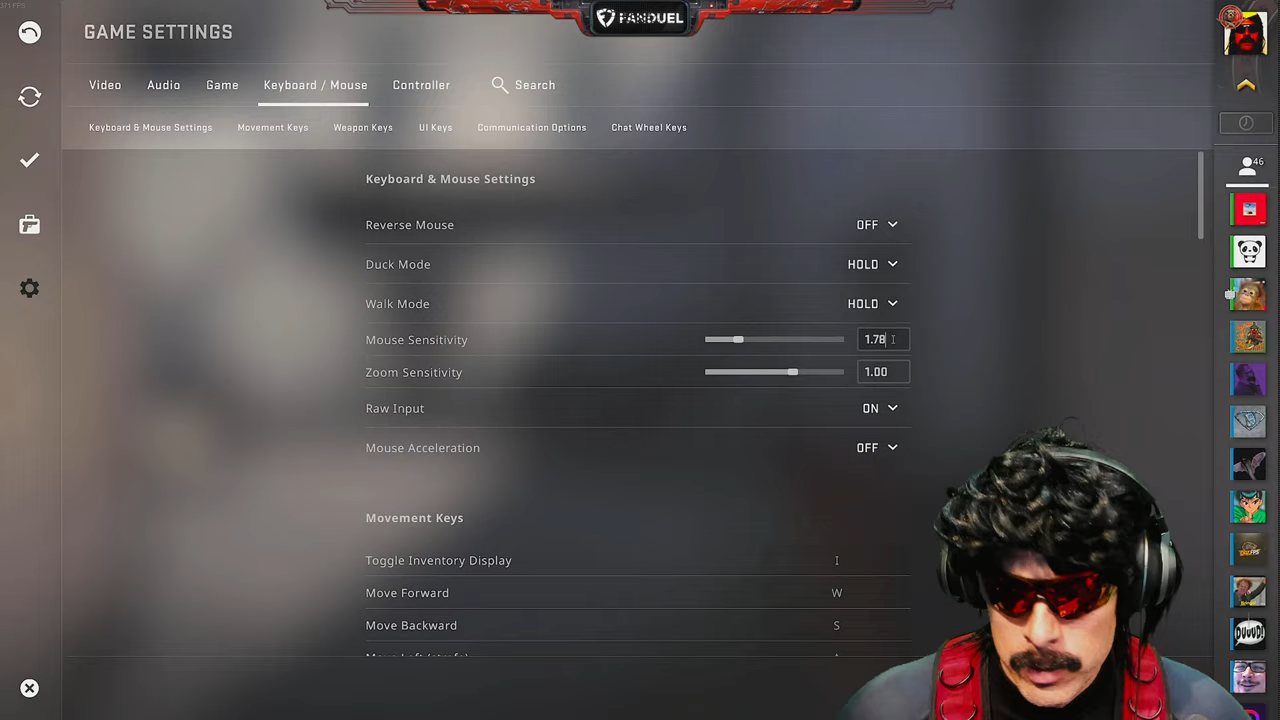 371 FPS
FANDUEL
GAME SETTINGS
Video Audio Game Keyboard / Mouse Controller Search
Keyboard & Mouse Settings Movement Keys Weapon Keys UI Keys Communication Options Chat Wheel Keys
46
Keyboard & Mouse Settings
Reverse Mouse OFF
Duck Mode HOLD
Walk Mode HOLD
Mouse Sensitivity 1.78
Zoom Sensitivity 1.00
Raw Input ON
Mouse Acceleration OFF
Movement Keys
Toggle Inventory Display I
Move Forward W
Move Backward S
DUUUD!